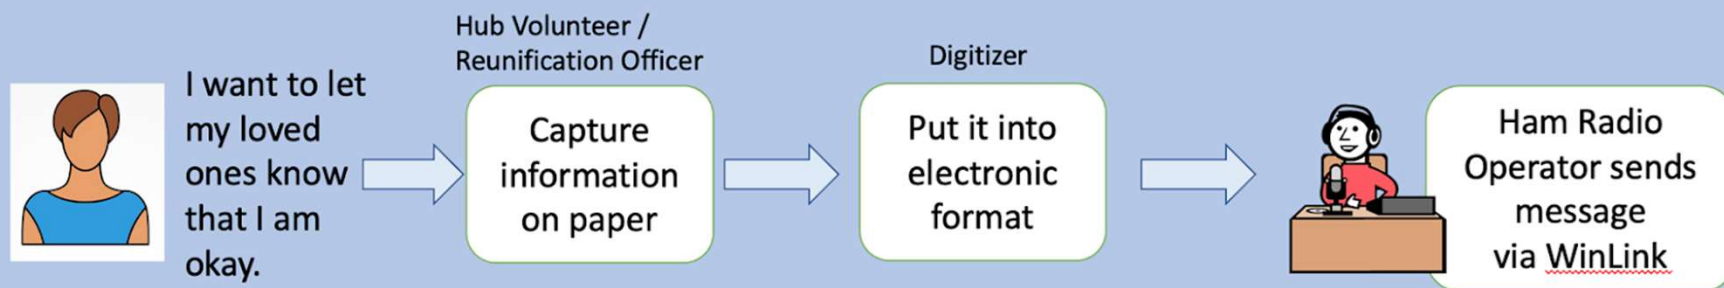 I want to let
my loved
ones know
that I am
okay.
Hub Volunteer /
Reunification Officer
Capture
information
on paper
Digitizer
Put it into
electronic
format
Ham Radio
Operator sends
message
via WinLink